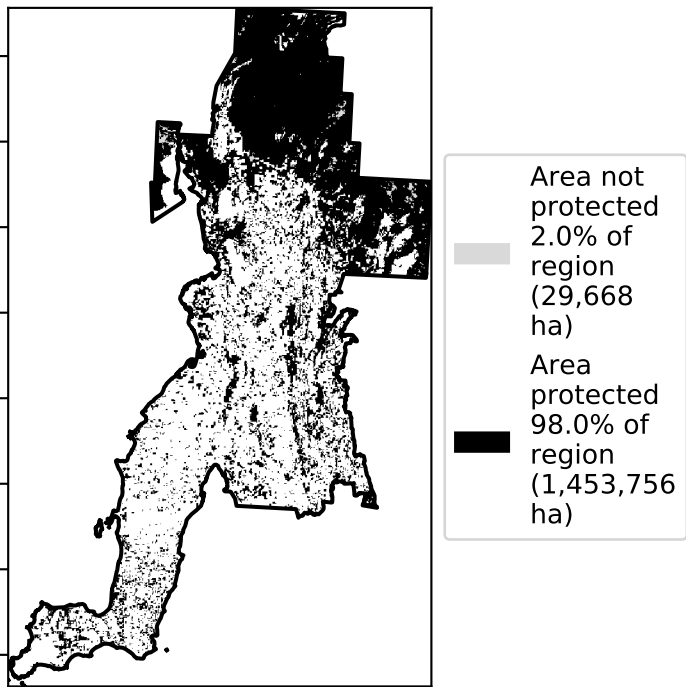 Area not
protected
2.0% of
region
(29,668
ha)
Area
protected
98.0% of
region
(1,453,756
ha)